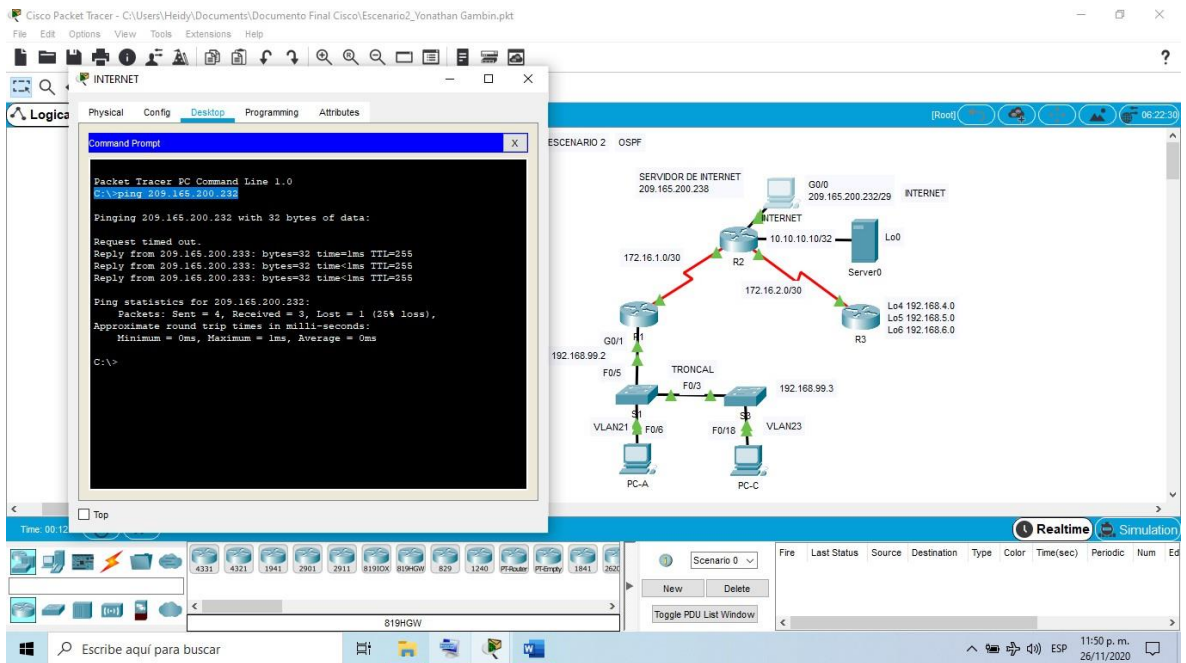 Cisco Packet Tracer - C:\Users\Heidy\Documents\Documento Final Cisco\Escenario2_Yonathan Gambin.pkt
File Edit Options View Tools Extensions Help
?
INTERNET
Logica
[Root]
06:22:30
Physical Config Desktop Programming Attributes
Command Prompt
X
Packet Tracer PC Command Line 1.0
C:\>ping 209.165.200.232
Pinging 209.165.200.232 with 32 bytes of data:
Request timed out.
Reply from 209.165.200.233: bytes=32 time=1ms TTL=255
Reply from 209.165.200.233: bytes=32 time<1ms TTL=255
Reply from 209.165.200.233: bytes=32 time<1ms TTL=255
Ping statistics for 209.165.200.232:
Packets: Sent = 4, Received = 3, Lost = 1 (25% loss),
Approximate round trip times in milli-seconds:
Minimum = 0ms, Maximum = 1ms, Average = 0ms
C:\>
Top
ESCENARIO 2 OSPF
SERVIDOR DE INTERNET
209.165.200.238
G0/0
209.165.200.232/29
INTERNET
INTERNET
10.10.10.10/32
Lo0
R2
Server0
172.16.1.0/30
172.16.2.0/30
Lo4 192.168.4.0
Lo5 192.168.5.0
Lo6 192.168.6.0
R3
G0/1
R1
192.168.99.2
F0/5
TRONCAL
F0/3
192.168.99.3
S1
S3
VLAN21
F0/6
F0/18
VLAN23
PC-A
PC-C
Time: 00:12
Realtime
Simulation
4331 4321 1941 2901 2911 819IOX 819HGW 829 1240 PT-Router PT-Empty 1841 262
819HGW
Scenario 0
New Delete
Toggle PDU List Window
Fire Last Status Source Destination Type Color Time(sec) Periodic Num Ed
Escribe aquí para buscar
ESP
11:50 p. m.
26/11/2020